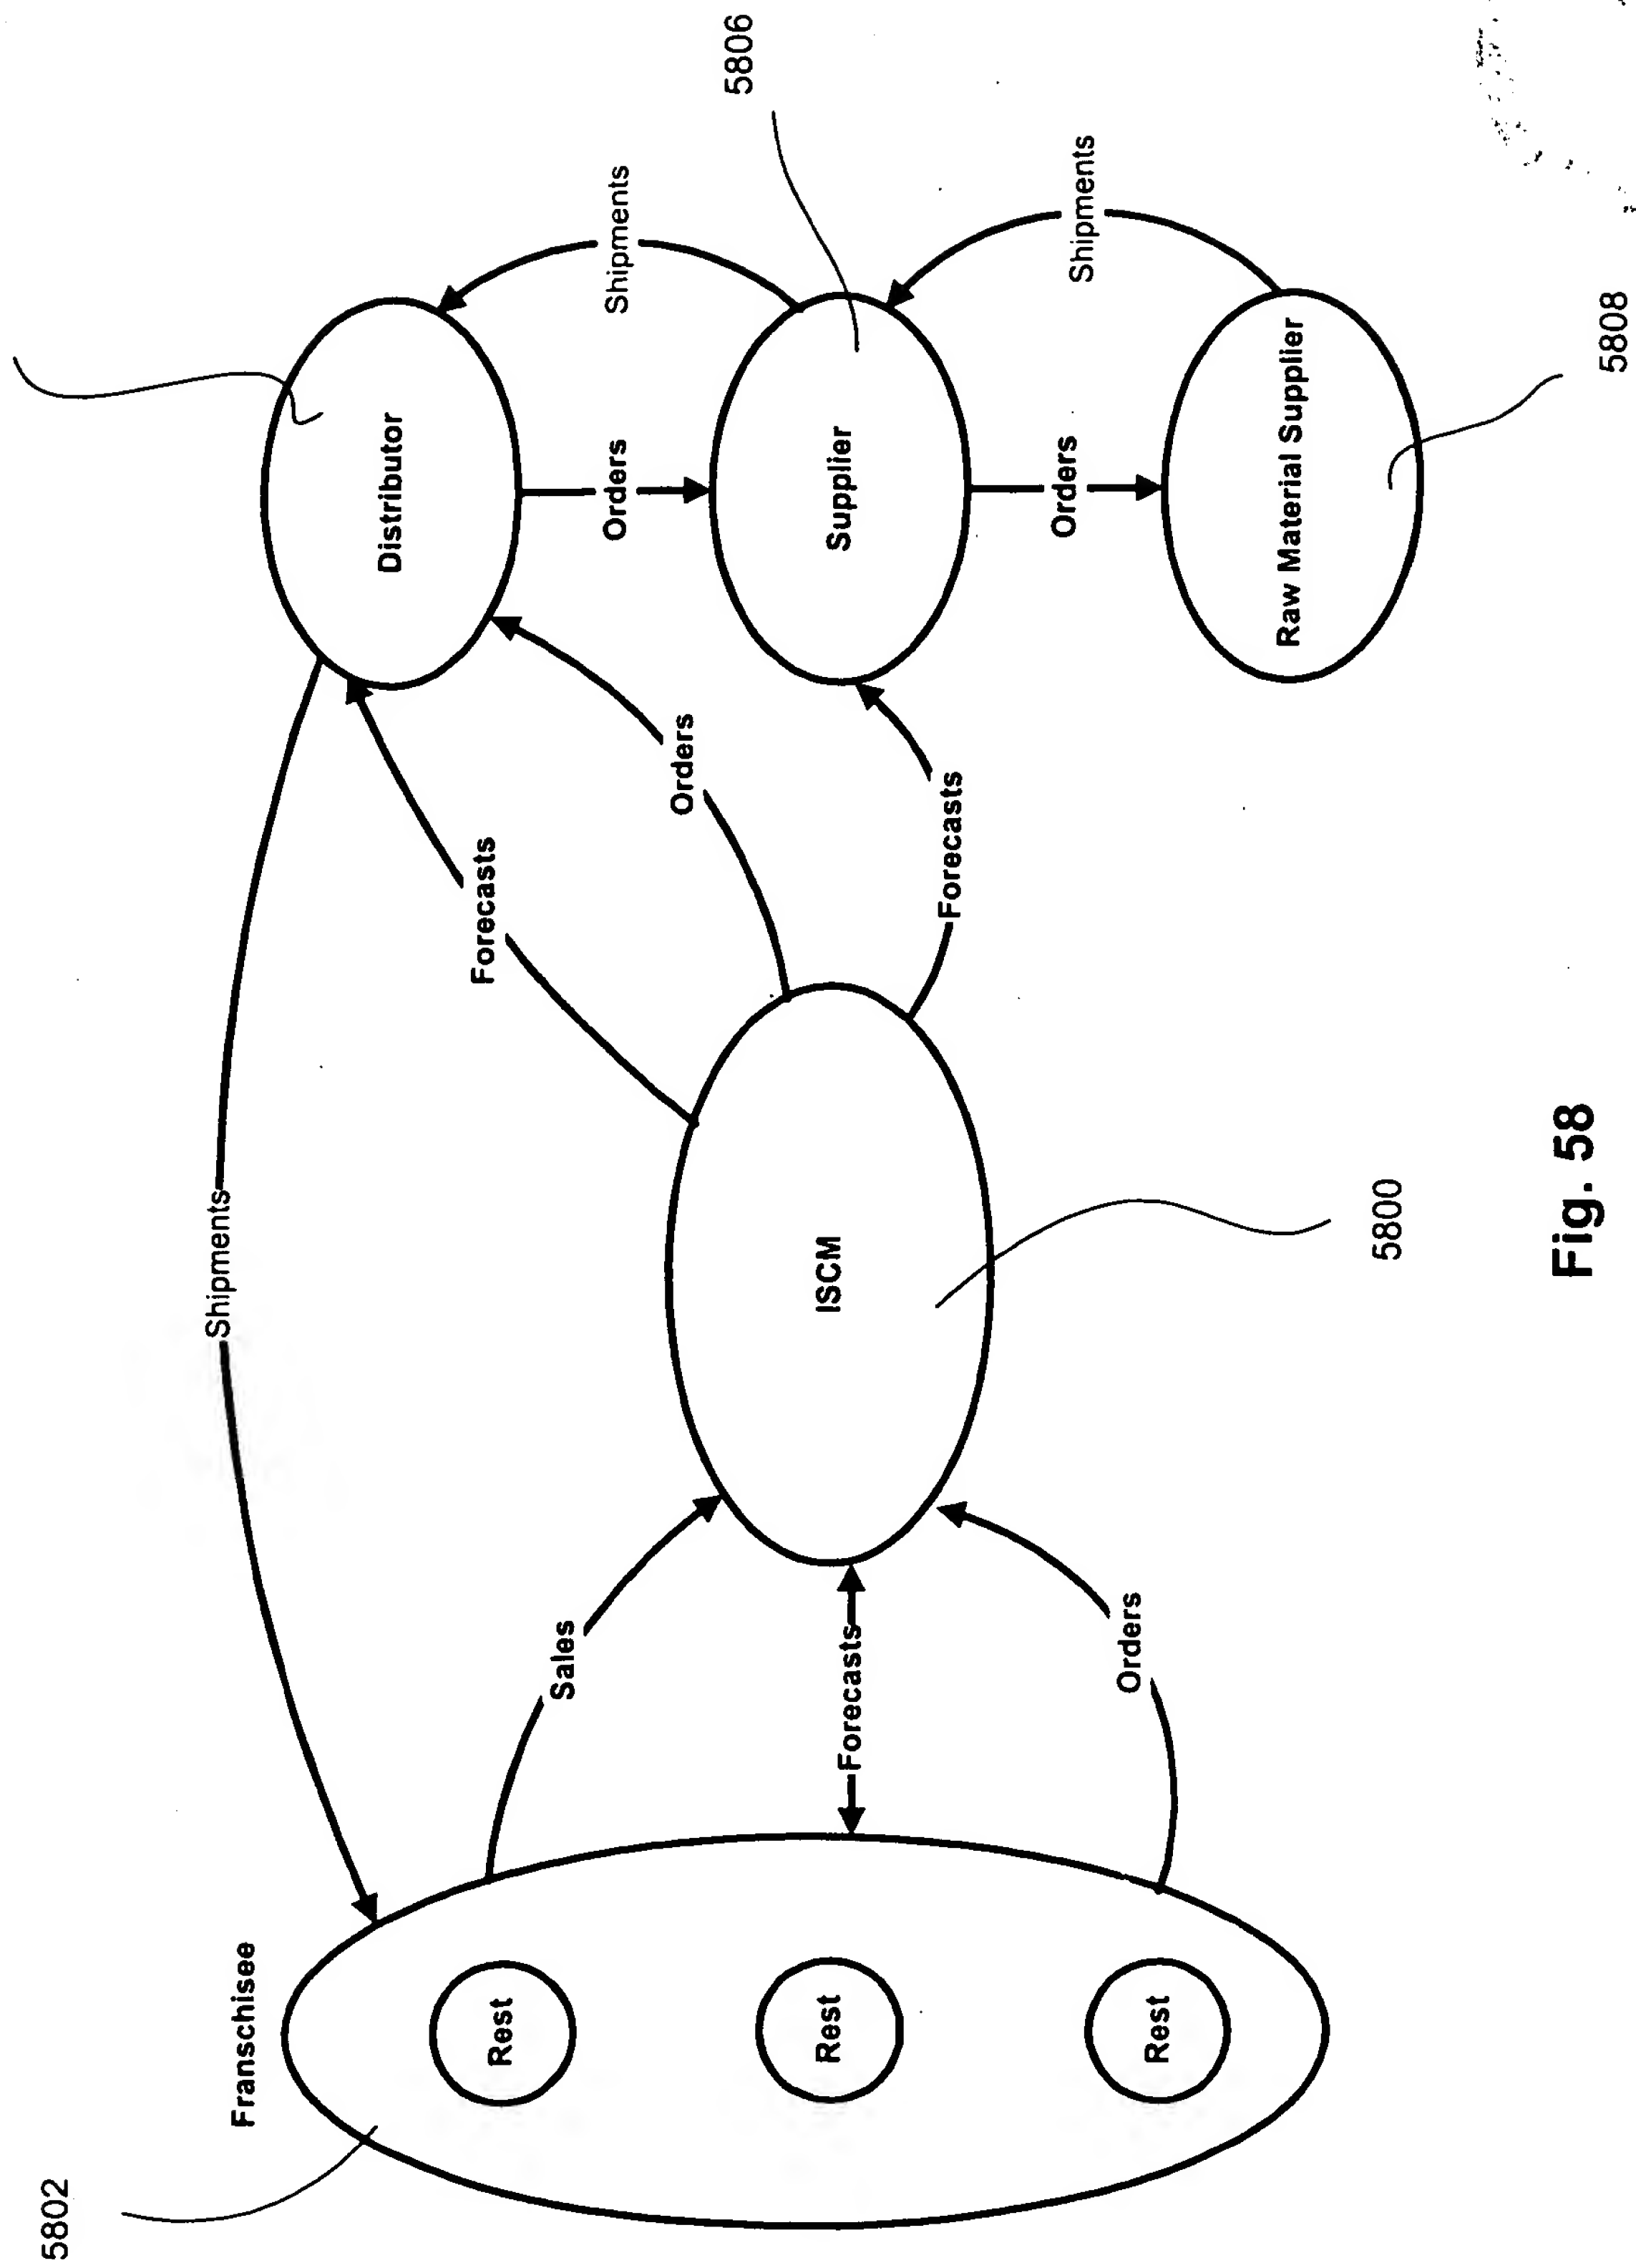 5806
Shipments
Shipments
Distributor
Orders
Supplier
Orders
Raw Material Supplier
5808
Orders
Forecasts
Forecasts
Shipments
ISCM
5800
Fig. 58
Sales
Forecasts
Orders
Franschisee
Rest
Rest
Rest
5802